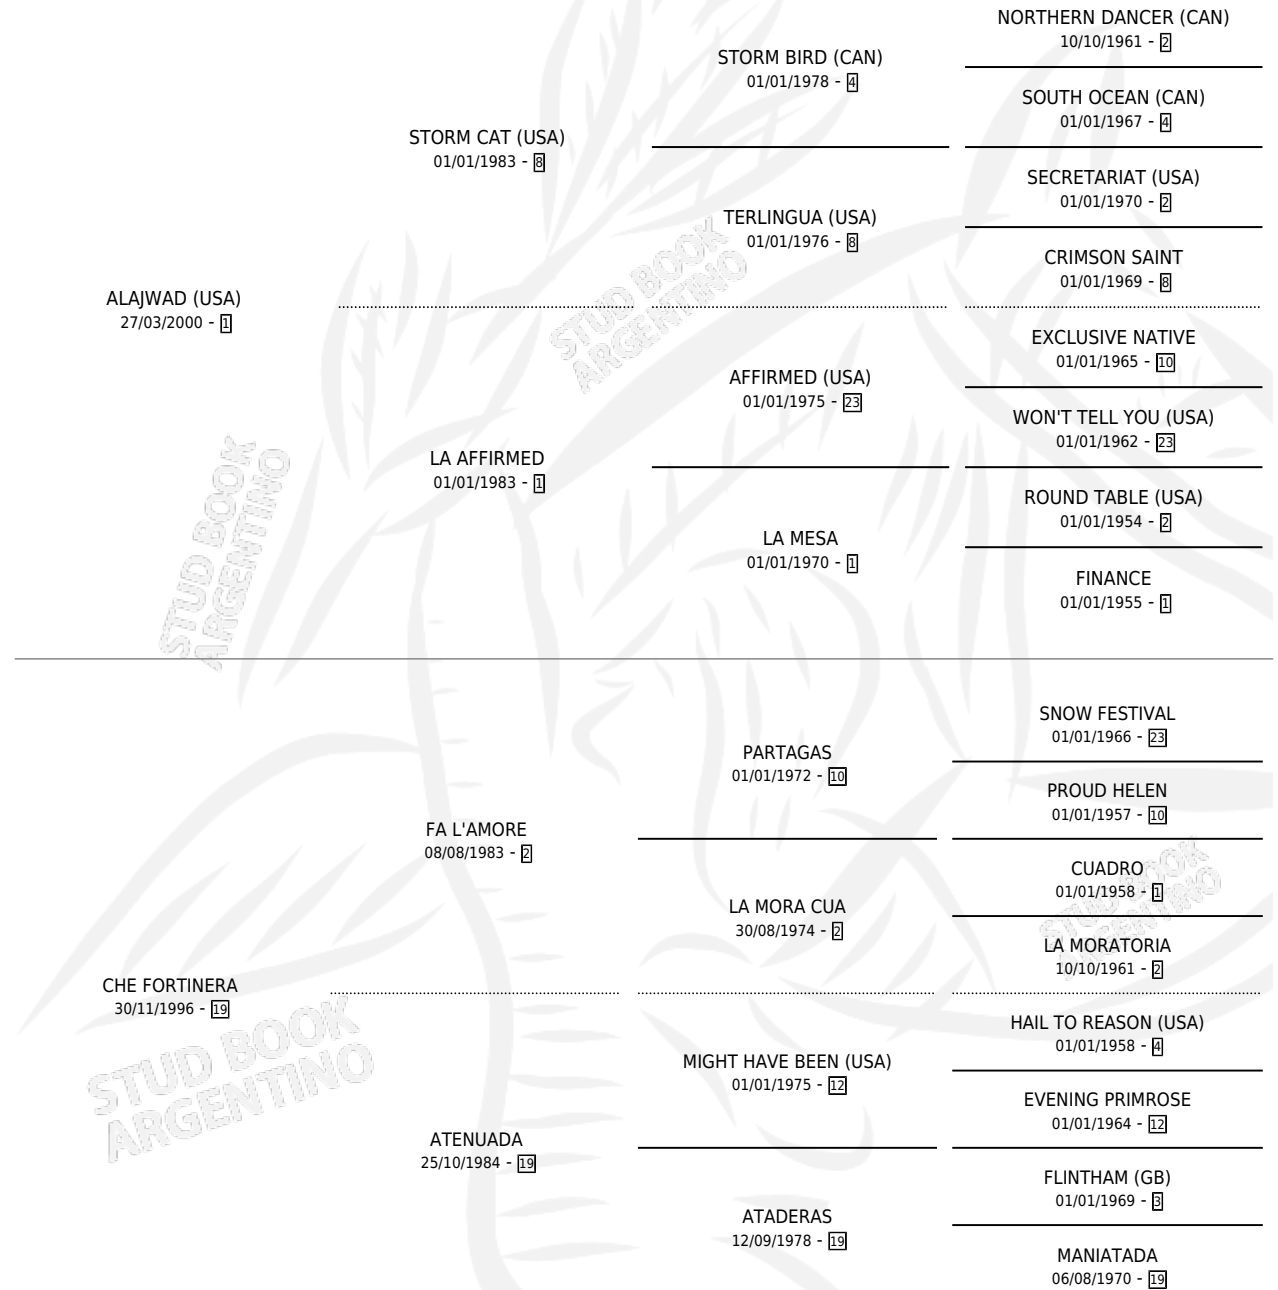 NORTHERN DANCER (CAN)
10/10/1961 - 2
STORM BIRD (CAN)
01/01/1978 - 4
SOUTH OCEAN (CAN)
01/01/1967 - 4
STORM CAT (USA)
01/01/1983 - 8
SECRETARIAT (USA)
01/01/1970 - 2
TERLINGUA (USA)
01/01/1976 - 8
CRIMSON SAINT
01/01/1969 - 8
ALAJWAD (USA)
27/03/2000 - 1
EXCLUSIVE NATIVE
01/01/1965 - 10
AFFIRMED (USA)
01/01/1975 - 23
WON'T TELL YOU (USA)
01/01/1962 - 23
LA AFFIRMED
01/01/1983 - 1
ROUND TABLE (USA)
01/01/1954 - 2
LA MESA
01/01/1970 - 1
FINANCE
01/01/1955 - 1
SNOW FESTIVAL
01/01/1966 - 23
PARTAGAS
01/01/1972 - 10
PROUD HELEN
01/01/1957 - 10
FA L'AMORE
08/08/1983 - 2
CUADRO
01/01/1958 - 1
LA MORA CUA
30/08/1974 - 2
LA MORATORIA
10/10/1961 - 2
CHE FORTINERA
30/11/1996 - 19
HAIL TO REASON (USA)
01/01/1958 - 4
MIGHT HAVE BEEN (USA)
01/01/1975 - 12
EVENING PRIMROSE
01/01/1964 - 12
ATENUADA
25/10/1984 - 19
FLINTHAM (GB)
01/01/1969 - 3
ATADERAS
12/09/1978 - 19
MANIATADA
06/08/1970 - 19
STUD BOOK
ARGENTINO
STUD BOOK
ARGENTINO
STUD BOOK
ARGENTINO
STUD BOOK
ARGENTINO